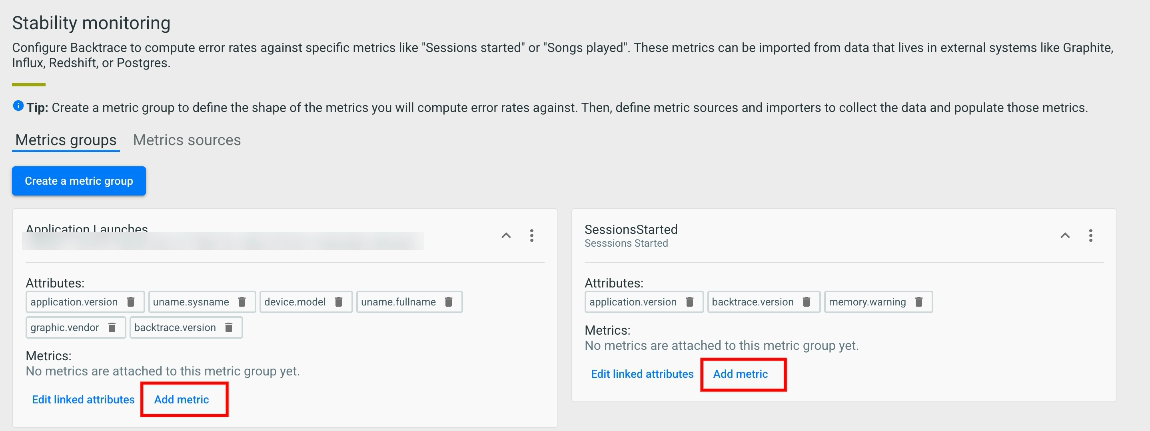 Stability monitoring
Configure Backtrace to compute error rates against specific metrics like "Sessions started" or "Songs played". These metrics can be imported from data that lives in external systems like Graphite,
Influx, Redshift, or Postgres.
Tip: Create a metric group to define the shape of the metrics you will compute error rates against. Then, define metric sources and importers to collect the data and populate those metrics.
Metrics groups Metrics sources
Create a metric group
Application Launches
Attributes:
application.version uname.sysname device.model uname.fullname
graphic.vendor backtrace.version
Metrics:
No metrics are attached to this metric group yet.
Edit linked attributes Add metric
SessionsStarted
Sesssions Started
Attributes:
application.version backtrace.version memory.warning
Metrics:
No metrics are attached to this metric group yet.
Edit linked attributes Add metric